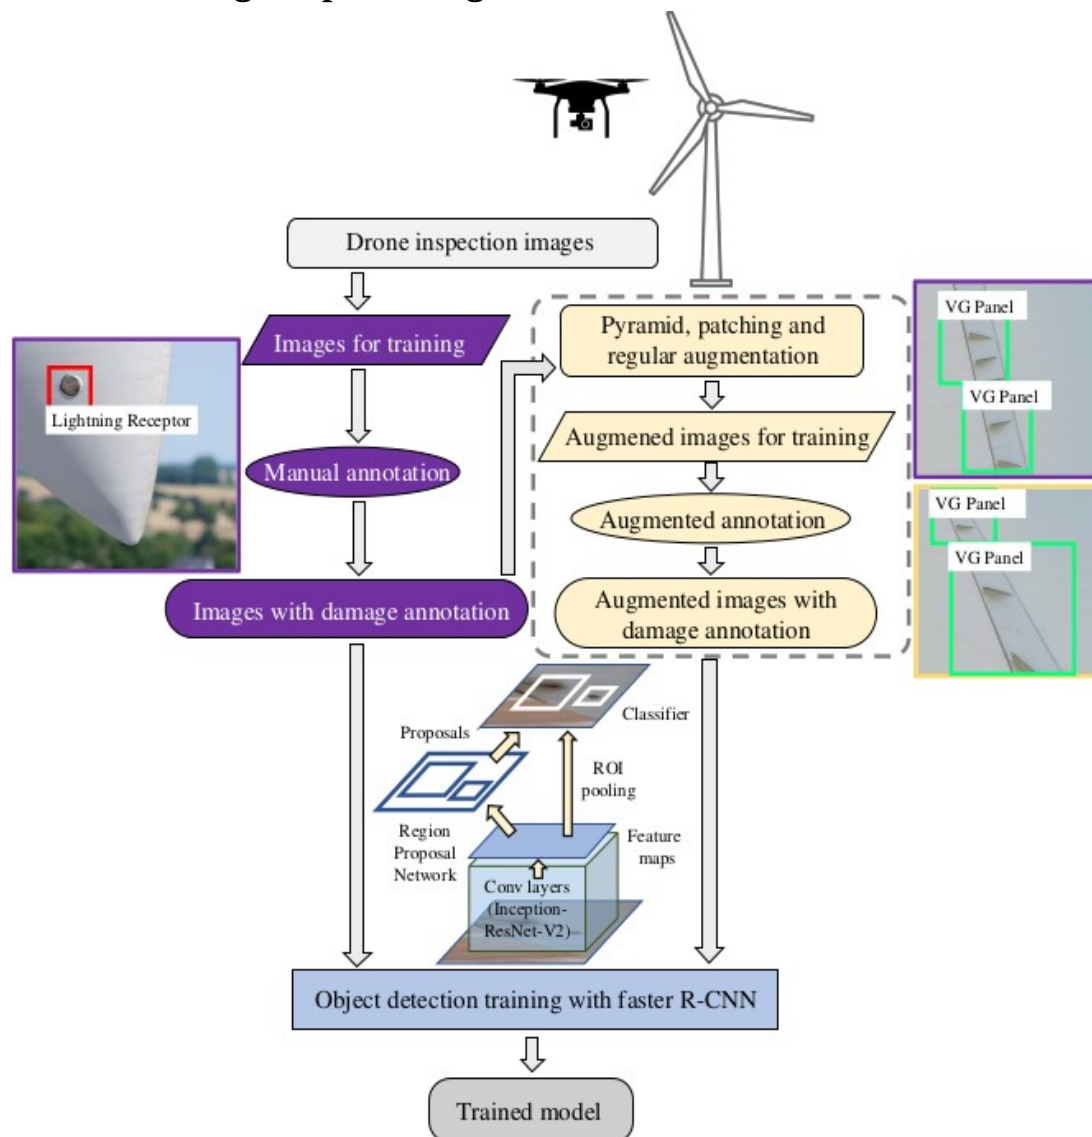 Drone inspection images
Images for training
Lightning Receptor
Manual annotation
Images with damage annotation
Pyramid, patching and
regular augmentation
Augmened images for training
Augmented annotation
Augmented images with
damage annotation
VG Panel
VG Panel
VG Panel
VG Panel
Classifier
Proposals
ROI
pooling
Region
Proposal
Network
Feature
maps
Conv layers
(Inception-
ResNet-V2)
Object detection training with faster R-CNN
Trained model